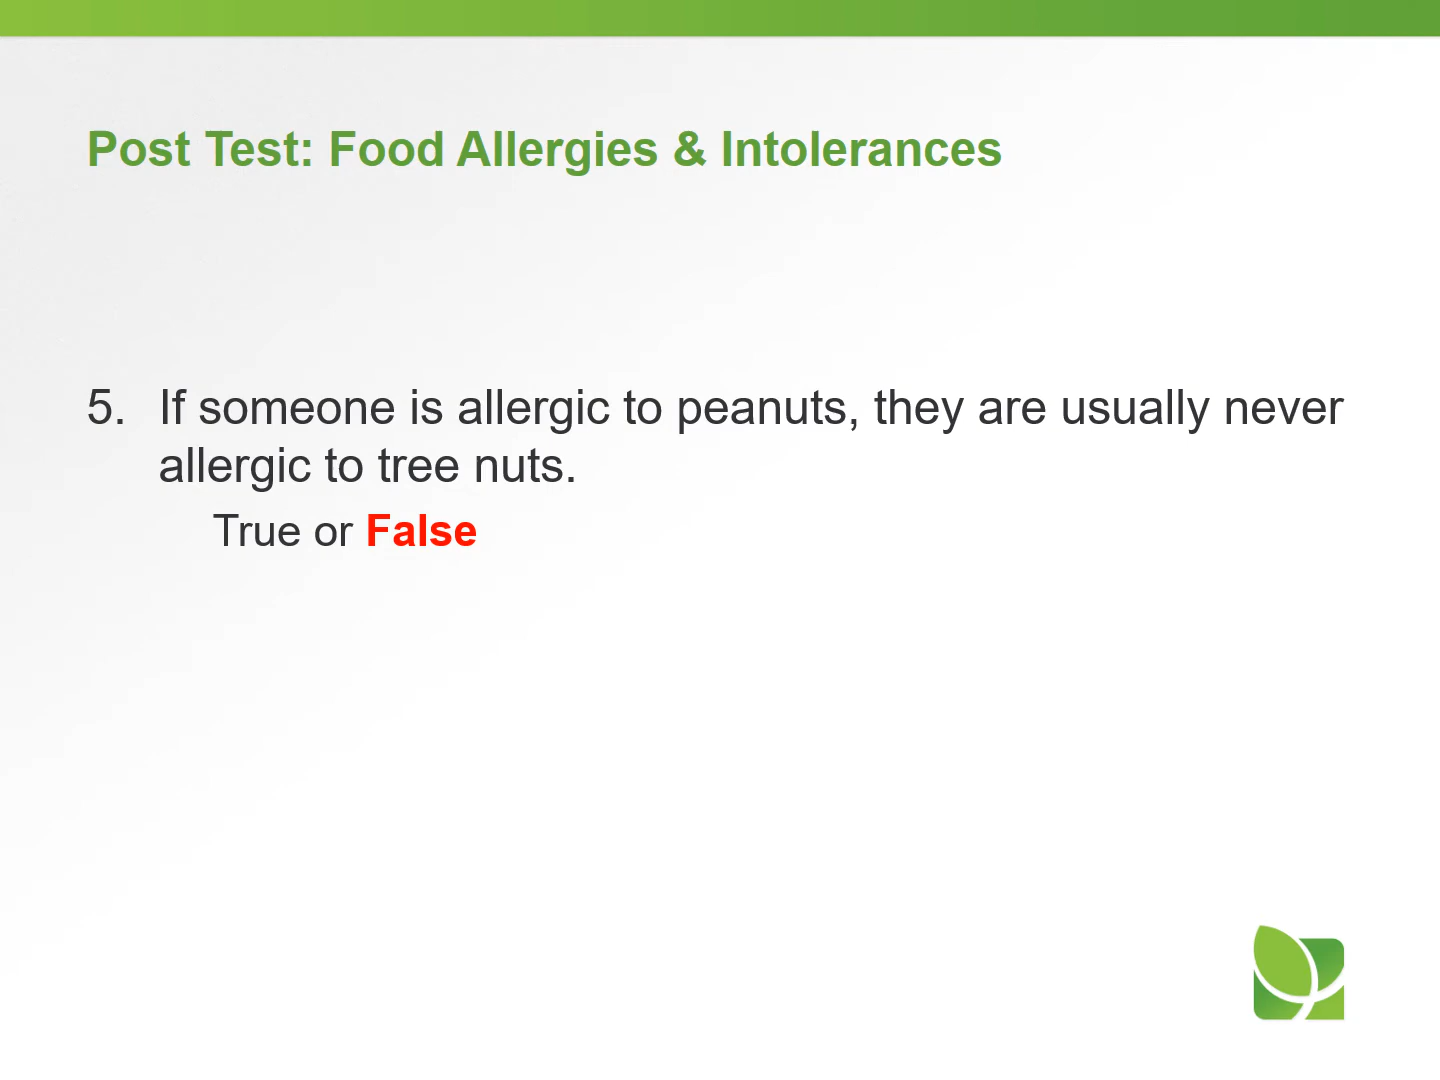 Post Test: Food Allergies & Intolerances
5. If someone is allergic to peanuts, they are usually never
allergic to tree nuts.
True or False